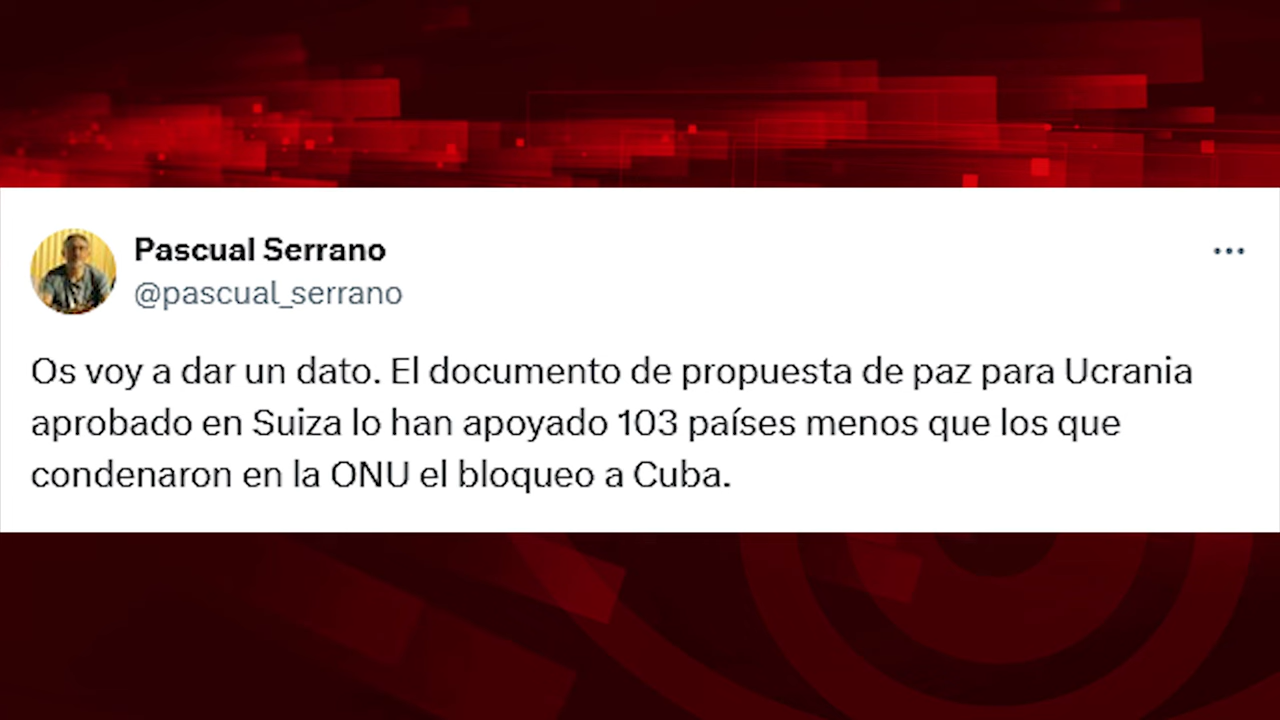 Pascual Serrano
@pascual_serrano
Os voy a dar un dato. El documento de propuesta de paz para Ucrania
aprobado en Suiza lo han apoyado 103 países menos que los que
condenaron en la ONU el bloqueo a Cuba.